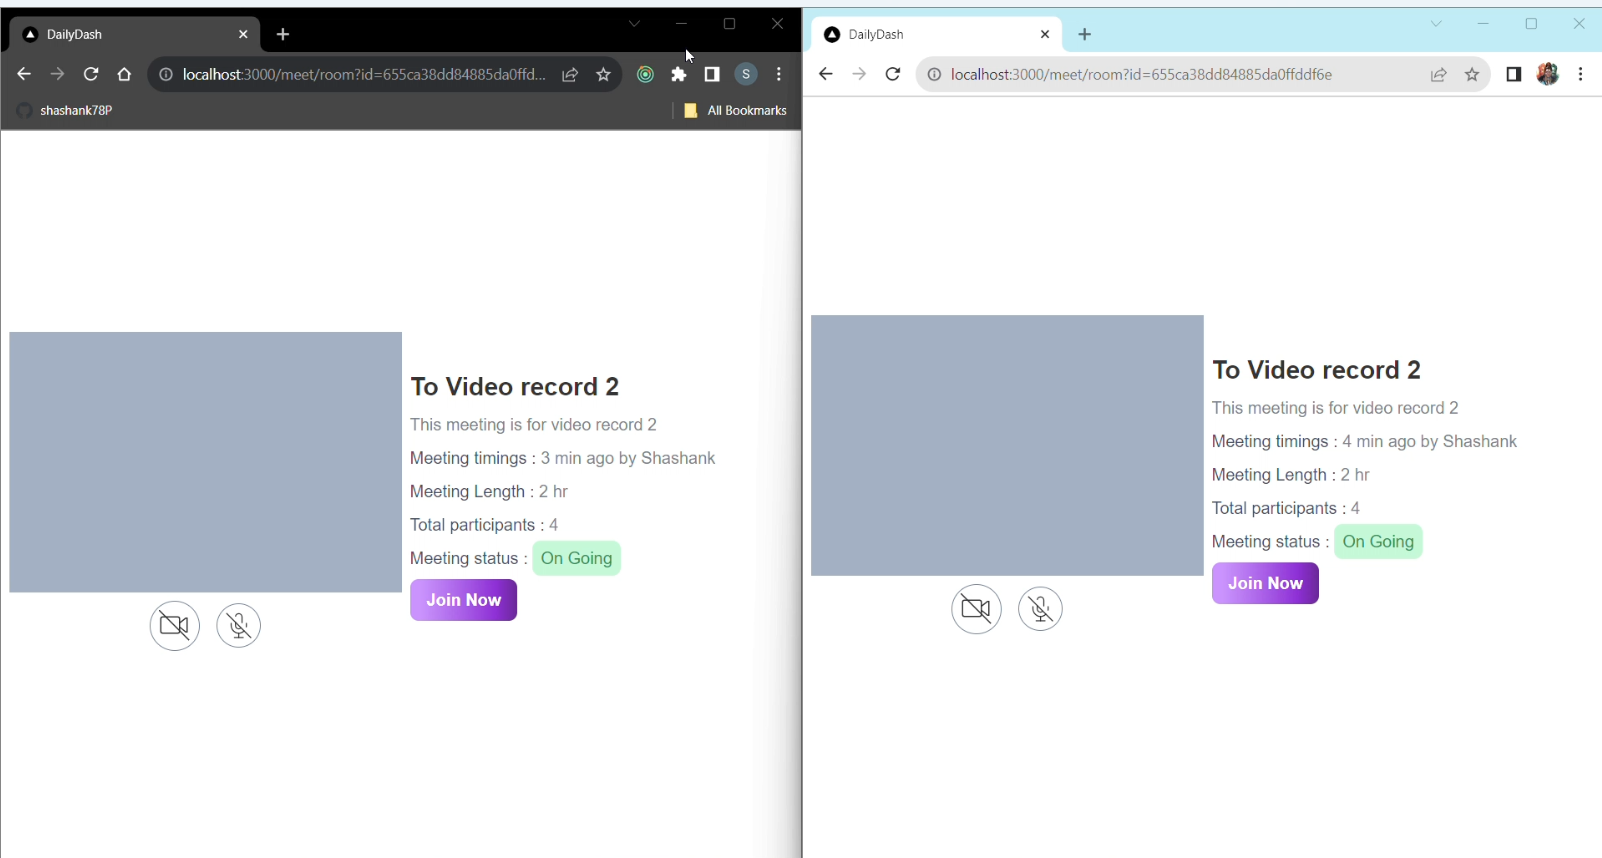 DailyDash
localhost:3000/meet/room?id=655ca38dd84885da0ffd...
S
shashank78P
All Bookmarks
To Video record 2
This meeting is for video record 2
Meeting timings : 3 min ago by Shashank
Meeting Length : 2 hr
Total participants : 4
Meeting status : On Going
Join Now
DailyDash
localhost:3000/meet/room?id=655ca38dd84885da0ffddf6e
To Video record 2
This meeting is for video record 2
Meeting timings : 4 min ago by Shashank
Meeting Length : 2 hr
Total participants : 4
Meeting status : On Going
Join Now